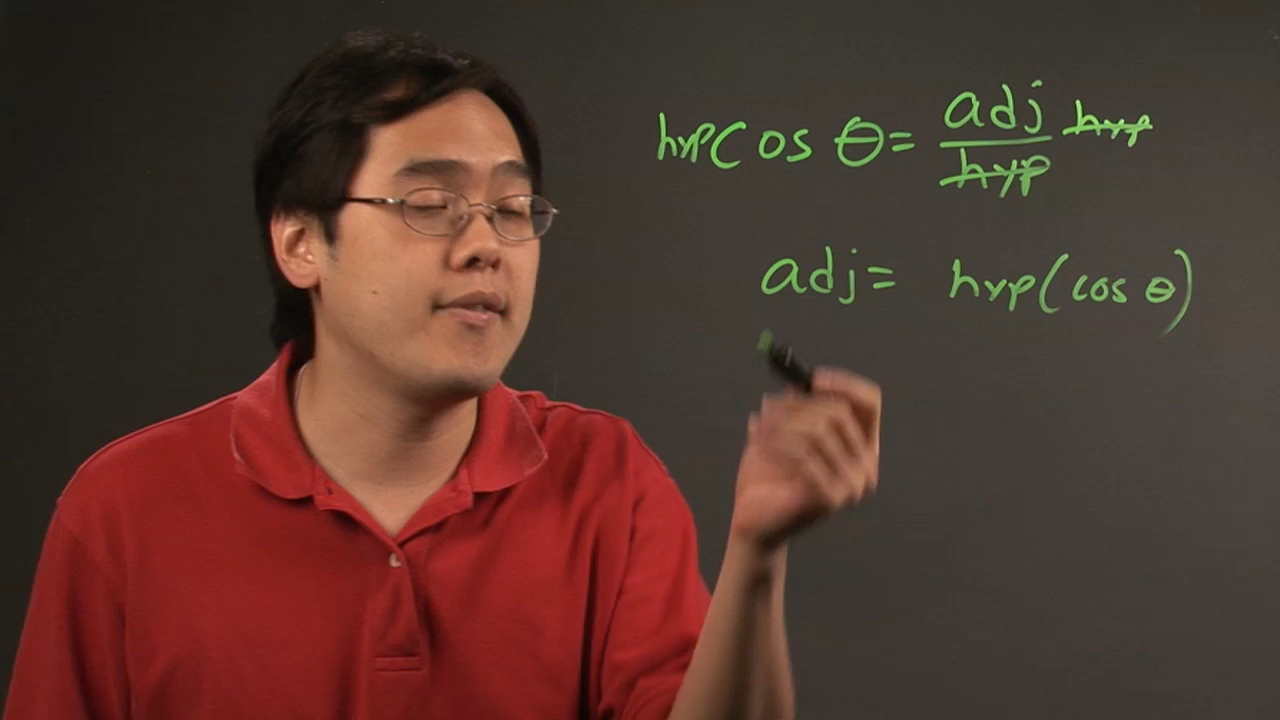 hyp cos θ = adj/hyp hyp
adj = hyp(cos θ)